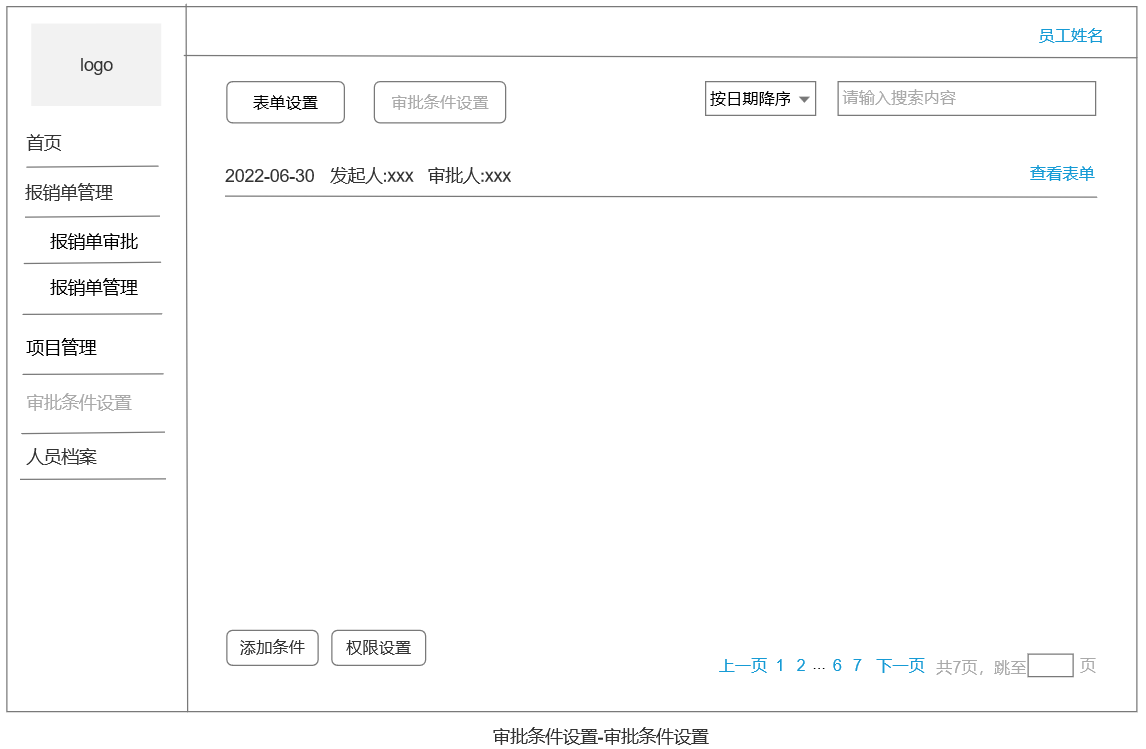 logo
员工姓名
首页
报销单管理
报销单审批
报销单管理
项目管理
审批条件设置
人员档案
表单设置 审批条件设置 按日期降序 请输入搜索内容
2022-06-30 发起人:xxx 审批人:xxx 查看表单
添加条件 权限设置
上一页 1 2 ... 6 7 下一页 共7页，跳至 页
审批条件设置-审批条件设置